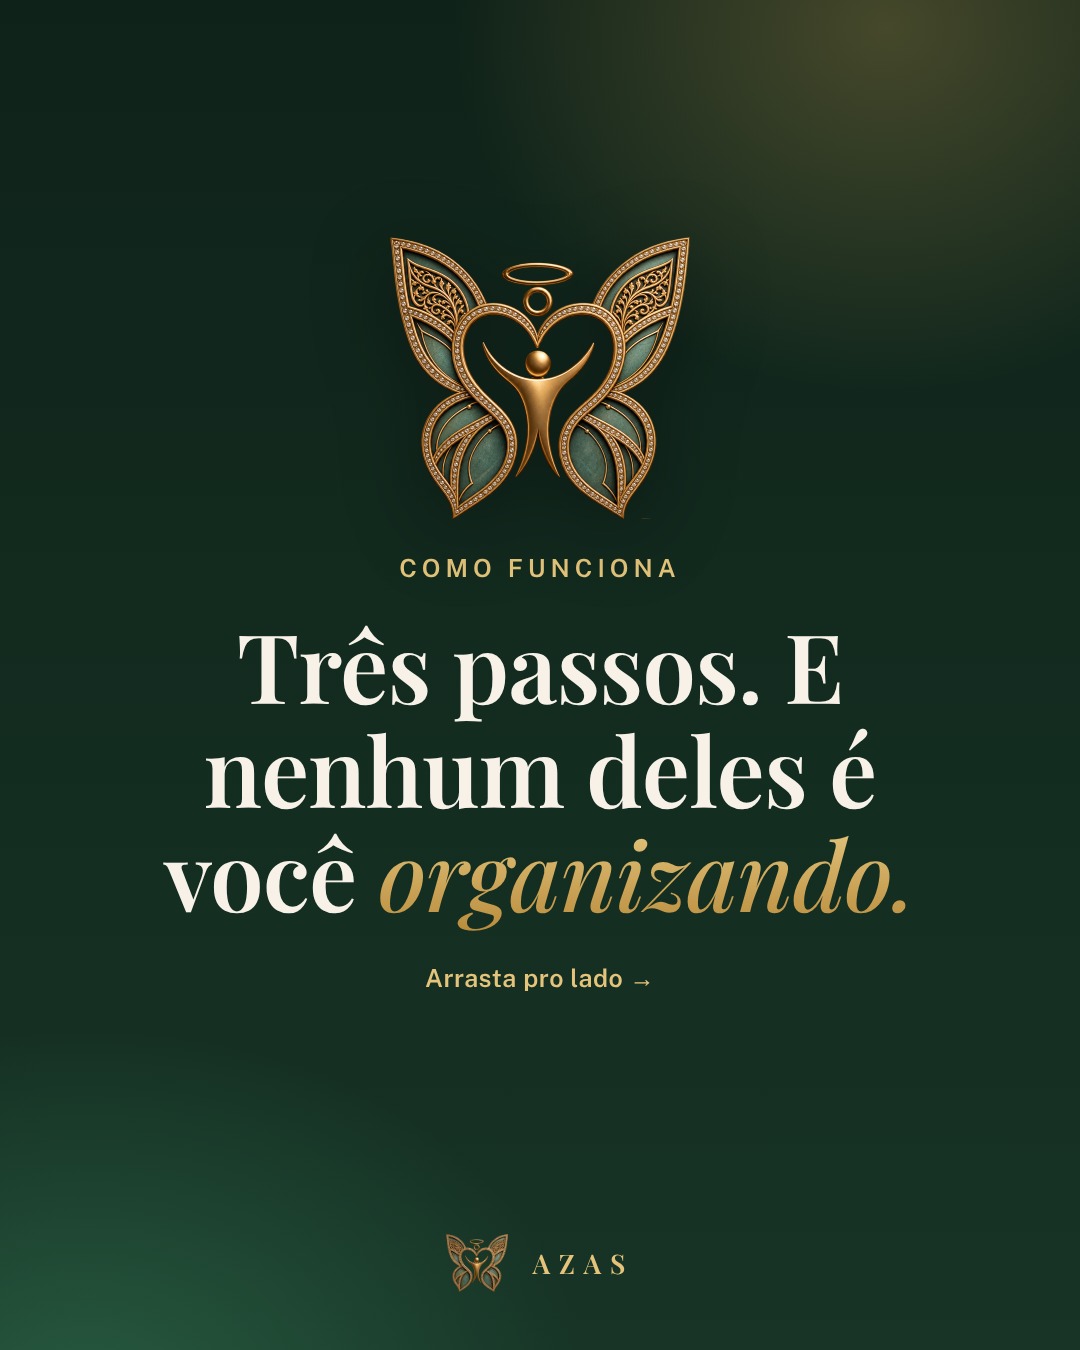 COMO FUNCIONA
Três passos. E
nenhum deles é
você organizando.
Arrasta pro lado →
AZAS